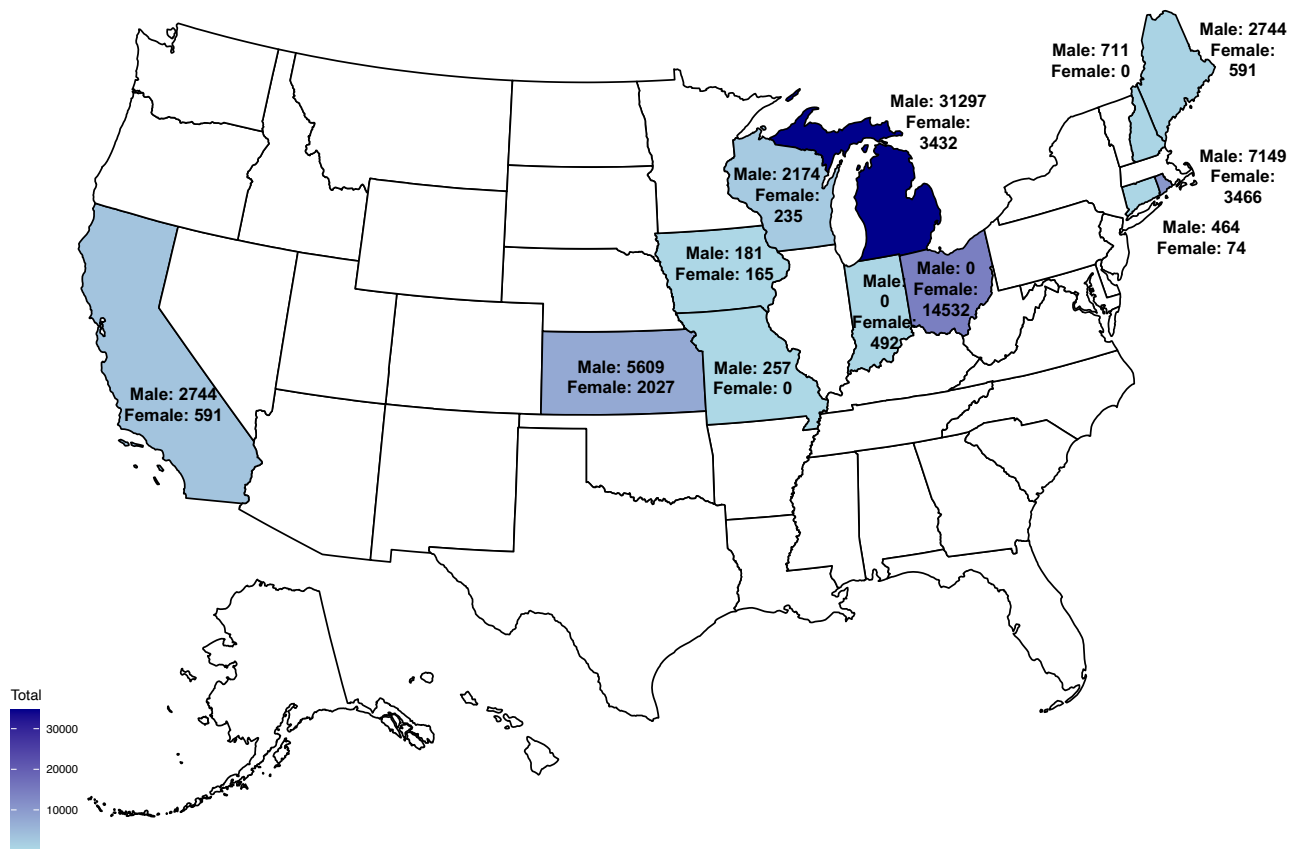 Male: 2744
Female:
591
Male: 711
Female: 0
Male: 31297
Female:
3432
Male: 7149
Female:
3466
Male: 2174
Female:
235
Male: 464
Female: 74
Male: 181
Female: 165
Male: 0
Female:
14532
Male:
0
Female:
492
Male: 5609
Female: 2027
Male: 257
Female: 0
Male: 2744
Female: 591
Total
30000
20000
10000